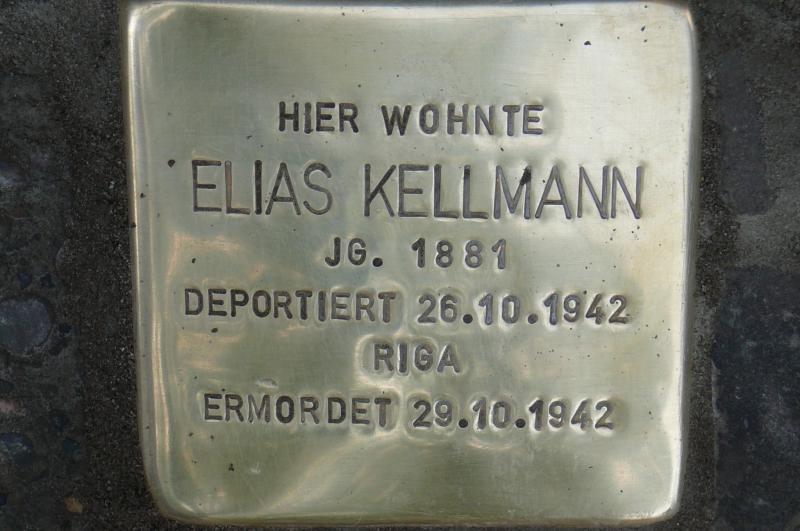 HIER WOHNTE
ELIAS KELLMANN
JG. 1881
DEPORTIERT 26.10.1942
RIGA
ERMORDET 29.10.1942